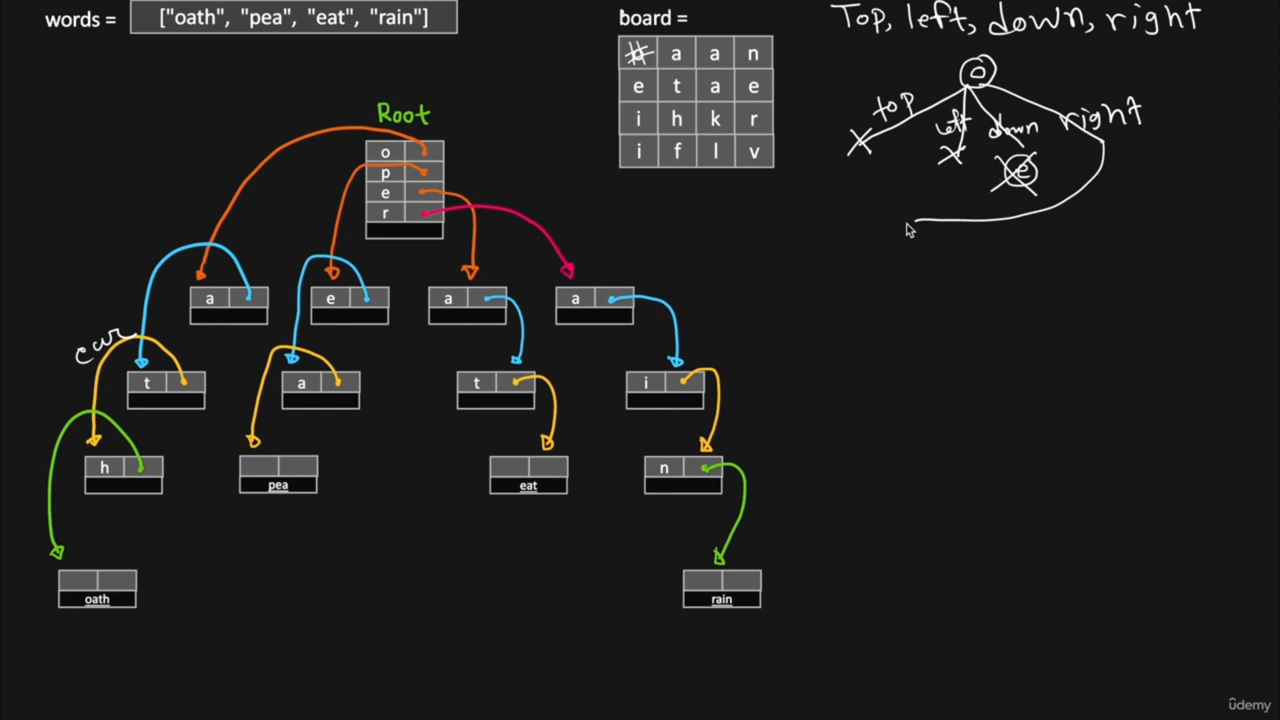 words = ["oath", "pea", "eat", "rain"]
board =
# a a n
e t a e
i h k r
i f l v
Top, left, down, right
o
top
left
down
right
e
Root
o
p
e
r
a
e
a
a
cur
t
a
t
i
h
pea
eat
n
oath
rain
ûdemy